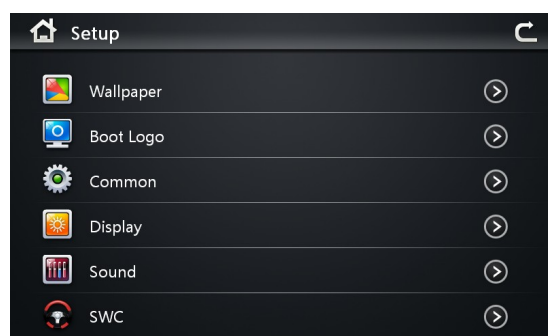 Setup
Wallpaper
Boot Logo
Common
Display
Sound
SWC